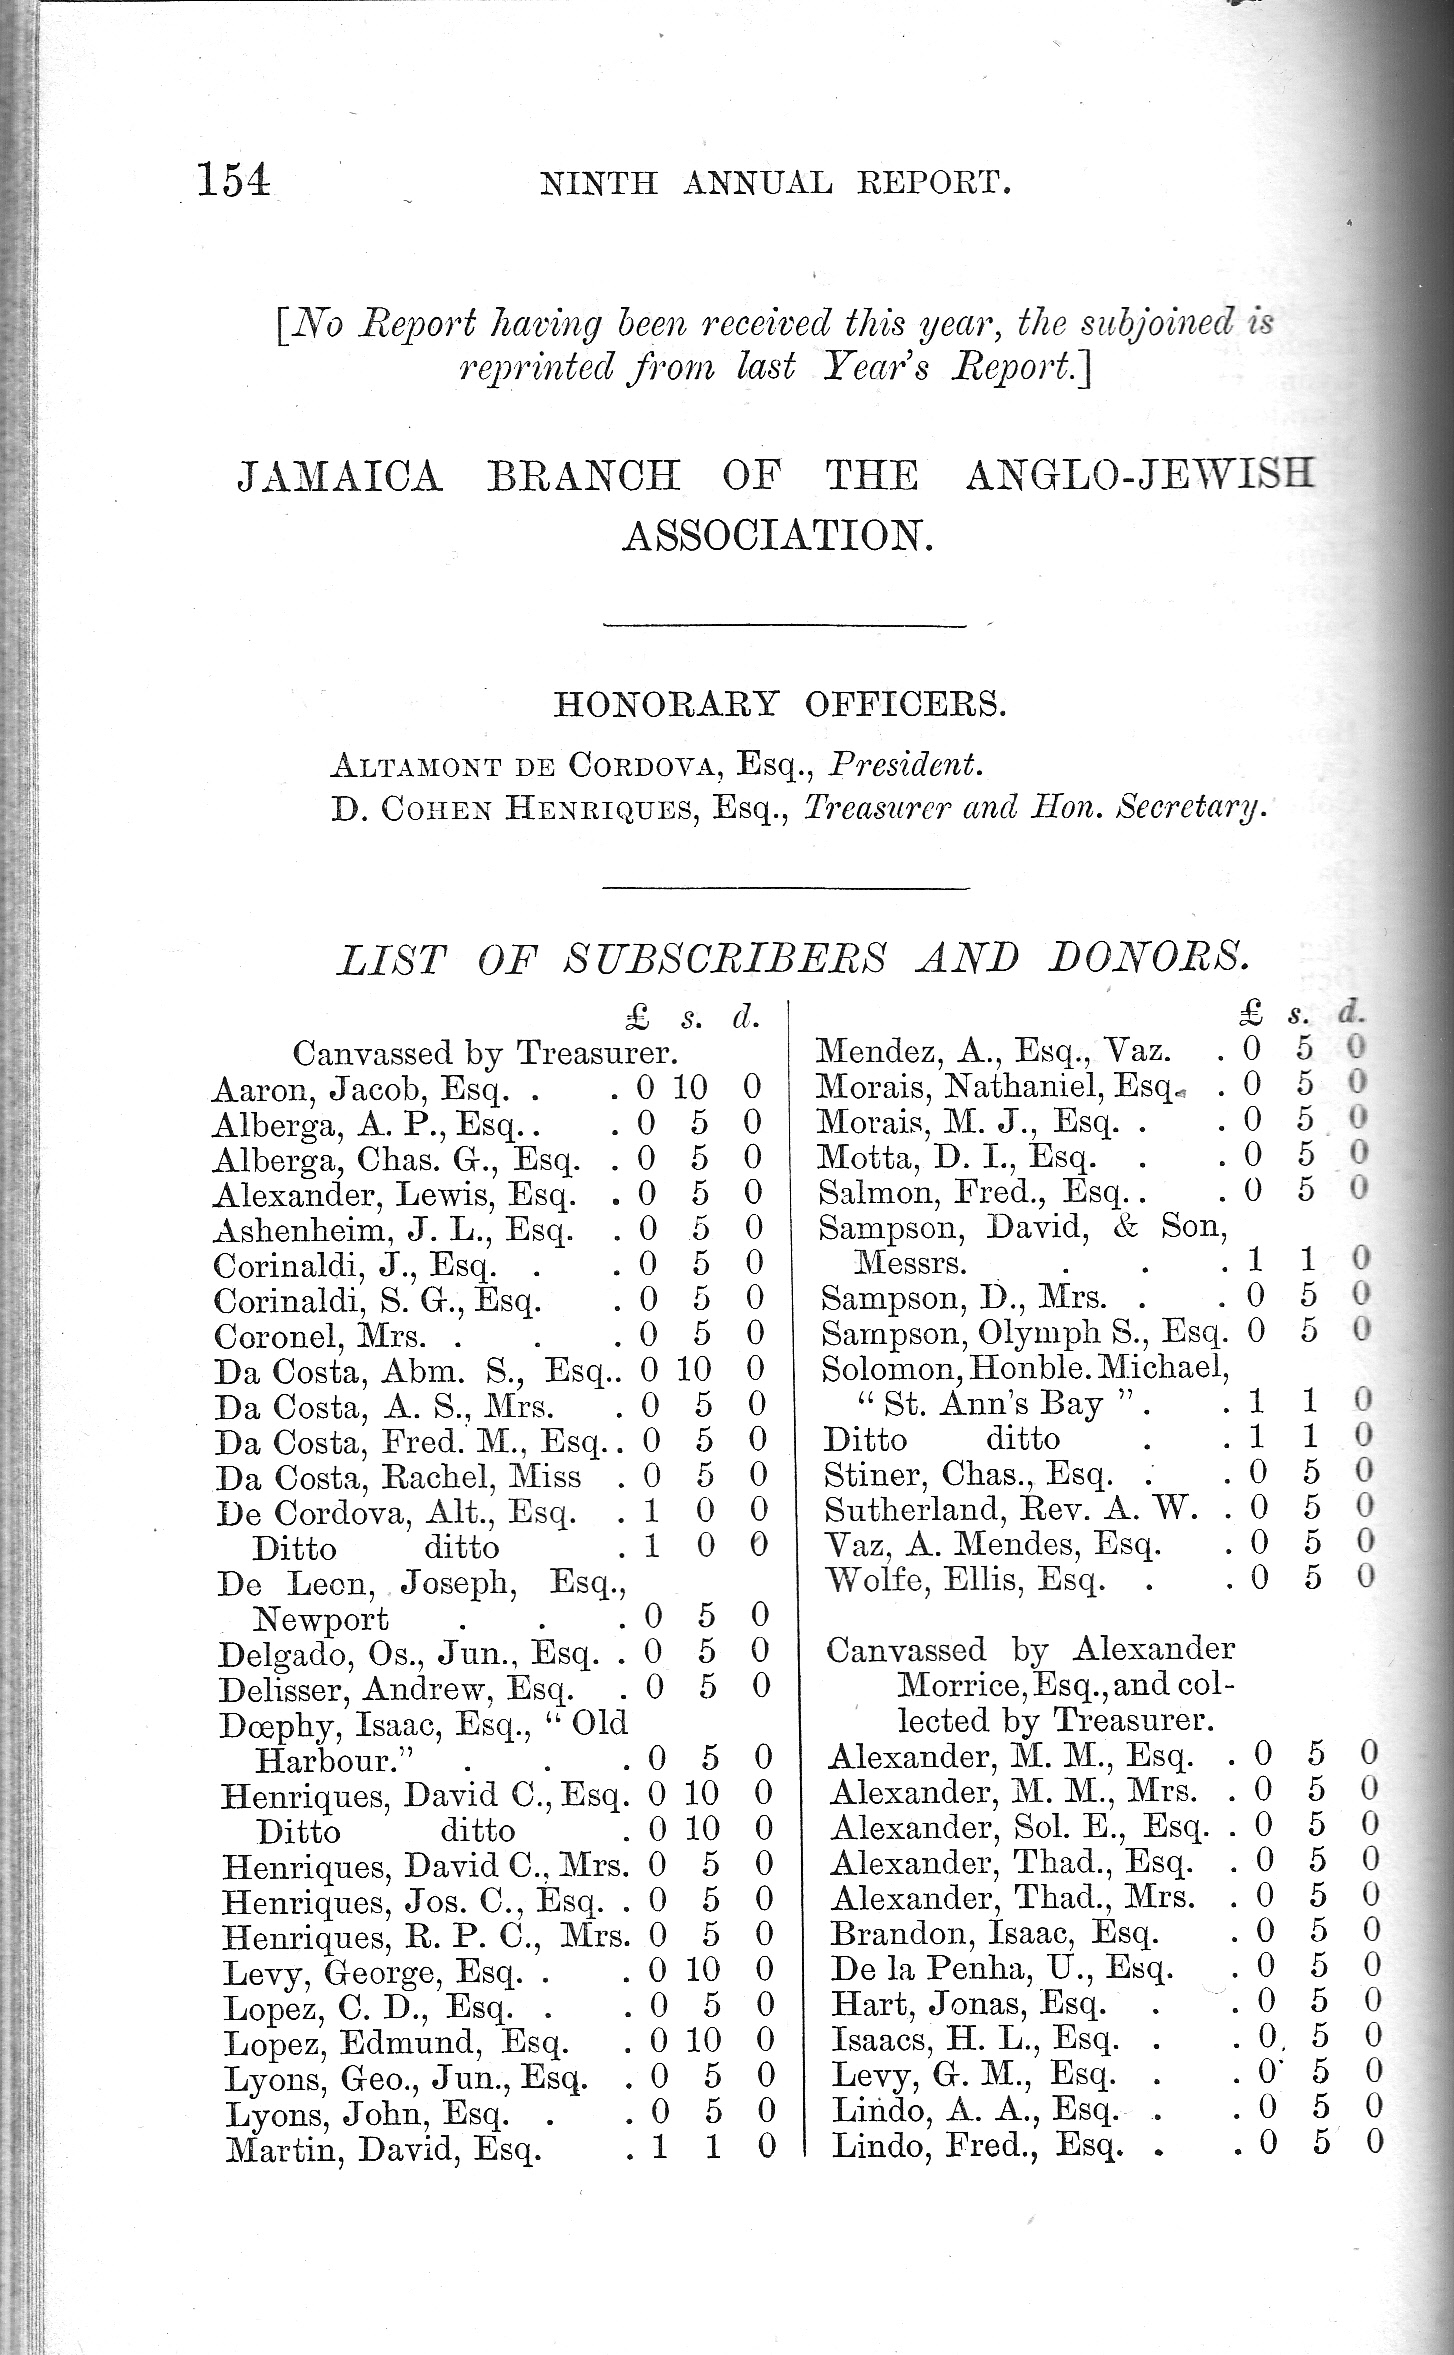 154 NINTH ANNUAL REPORT.
[No Report having been received this year, the subjoined is
reprinted from last Year's Report.]
JAMAICA BRANCH OF THE ANGLO-JEWISH
ASSOCIATION.
HONORARY OFFICERS.
ALTAMONT DE CORDOVA, Esq., President.
D. COHEN HENRIQUES, Esq., Treasurer and Hon. Secretary.
LIST OF SUBSCRIBERS AND DONORS.
£ s. d.
Canvassed by Treasurer.
Aaron, Jacob, Esq. . . 0 10 0
Alberga, A. P., Esq. . . 0 5 0
Alberga, Chas. G., Esq. . 0 5 0
Alexander, Lewis, Esq. . 0 5 0
Ashenheim, J. L., Esq. . 0 5 0
Corinaldi, J., Esq. . . 0 5 0
Corinaldi, S. G., Esq. . 0 5 0
Coronel, Mrs. . . . 0 5 0
Da Costa, Abm. S., Esq. . 0 10 0
Da Costa, A. S., Mrs. . 0 5 0
Da Costa, Fred. M., Esq. . 0 5 0
Da Costa, Rachel, Miss . 0 5 0
De Cordova, Alt., Esq. . 1 0 0
Ditto ditto . 1 0 0
De Leon, Joseph, Esq.,
Newport . . . 0 5 0
Delgado, Os., Jun., Esq. . 0 5 0
Delisser, Andrew, Esq. . 0 5 0
Dœphy, Isaac, Esq., “ Old
Harbour.” . . . 0 5 0
Henriques, David C., Esq. 0 10 0
Ditto ditto . 0 10 0
Henriques, David C., Mrs. 0 5 0
Henriques, Jos. C., Esq. . 0 5 0
Henriques, R. P. C., Mrs. 0 5 0
Levy, George, Esq. . . 0 10 0
Lopez, C. D., Esq. . . 0 5 0
Lopez, Edmund, Esq. . 0 10 0
Lyons, Geo., Jun., Esq. . 0 5 0
Lyons, John, Esq. . . 0 5 0
Martin, David, Esq. . 1 1 0
£ s. d.
Mendez, A., Esq., Vaz. . 0 5 0
Morais, Nathaniel, Esq. . 0 5 0
Morais, M. J., Esq. . . 0 5 0
Motta, D. I., Esq. . . 0 5 0
Salmon, Fred., Esq. . . 0 5 0
Sampson, David, & Son,
Messrs. . . . 1 1 0
Sampson, D., Mrs. . . 0 5 0
Sampson, Olymph S., Esq. 0 5 0
Solomon, Honble. Michael,
“ St. Ann's Bay ” . . 1 1 0
Ditto ditto . . 1 1 0
Stiner, Chas., Esq. . . 0 5 0
Sutherland, Rev. A. W. . 0 5 0
Vaz, A. Mendes, Esq. . 0 5 0
Wolfe, Ellis, Esq. . . 0 5 0
Canvassed by Alexander
Morrice, Esq., and col-
lected by Treasurer.
Alexander, M. M., Esq. . 0 5 0
Alexander, M. M., Mrs. . 0 5 0
Alexander, Sol. E., Esq. . 0 5 0
Alexander, Thad., Esq. . 0 5 0
Alexander, Thad., Mrs. . 0 5 0
Brandon, Isaac, Esq. . 0 5 0
De la Penha, U., Esq. . 0 5 0
Hart, Jonas, Esq. . . 0 5 0
Isaacs, H. L., Esq. . . 0 5 0
Levy, G. M., Esq. . . 0 5 0
Lindo, A. A., Esq. . . 0 5 0
Lindo, Fred., Esq. . . 0 5 0